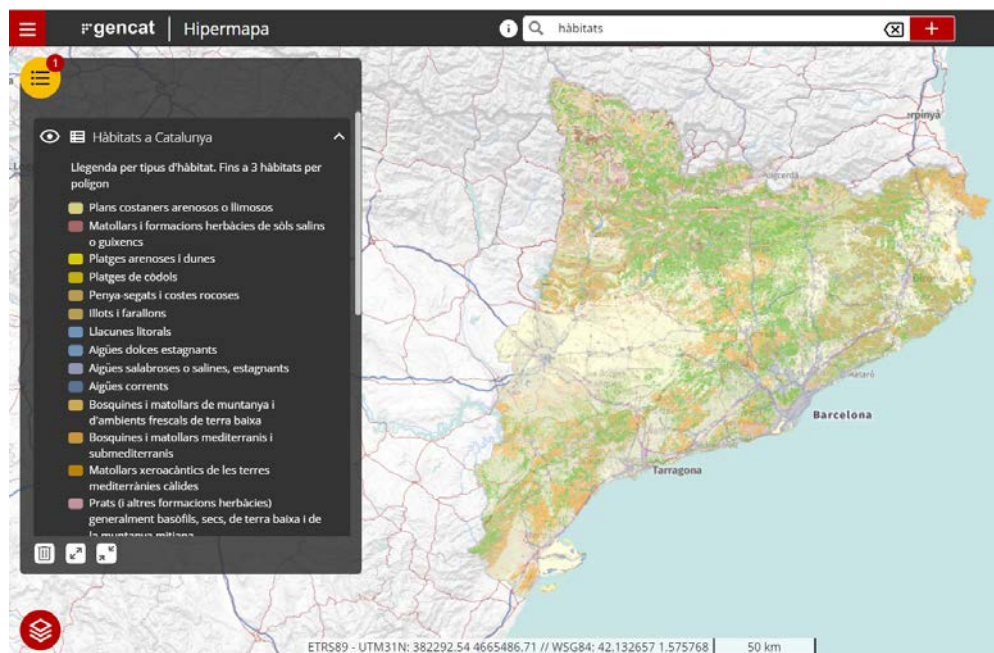 gencat Hipermapa
i
hàbitats
+
1
Hàbitats a Catalunya
Llegenda per tipus d'hàbitat. Fins a 3 hàbitats per
polígon
Plans costaners arenosos o llimosos
Matollars i formacions herbàcies de sòls salins
o guixencs
Platges arenoses i dunes
Platges de còdols
Penya-segats i costes rocoses
Illots i farallons
Llacunes litorals
Aigües dolces estagnants
Aigües salabroses o salines, estagnants
Aigües corrents
Bosquines i matollars de muntanya i
d'ambients frescals de terra baixa
Bosquines i matollars mediterranis i
submediterranis
Matollars xeroacàntics de les terres
mediterrànies càlides
Prats (i altres formacions herbàcies)
generalment basòfils, secs, de terra baixa i de
la muntanya mitjana
Barcelona
Tarragona
ETRS89 - UTM31N: 382292.54 4665486.71 // WSG84: 42.132657 1.575768
50 km